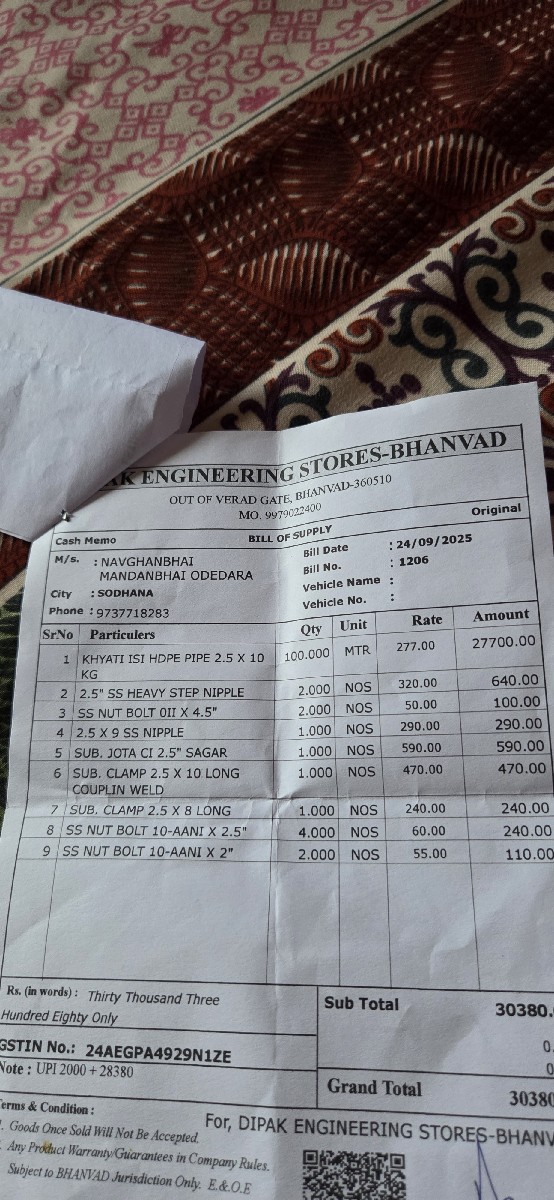 AK ENGINEERING STORES-BHANVAD
OUT OF VERAD GATE, BHANVAD-360510
MO. 9979022400
Cash Memo BILL OF SUPPLY Original
M/s. : NAVGHANBHAI
MANDANBHAI ODEDARA
City : SODHANA
Phone : 9737718283
Bill Date : 24/09/2025
Bill No. : 1206
Vehicle Name :
Vehicle No. :
SrNo Particulers Qty Unit Rate Amount
1 KHYATI ISI HDPE PIPE 2.5 X 10 100.000 MTR 277.00 27700.00
KG
2 2.5" SS HEAVY STEP NIPPLE 2.000 NOS 320.00 640.00
3 SS NUT BOLT 0II X 4.5" 2.000 NOS 50.00 100.00
4 2.5 X 9 SS NIPPLE 1.000 NOS 290.00 290.00
5 SUB. JOTA CI 2.5" SAGAR 1.000 NOS 590.00 590.00
6 SUB. CLAMP 2.5 X 10 LONG 1.000 NOS 470.00 470.00
COUPLIN WELD
7 SUB. CLAMP 2.5 X 8 LONG 1.000 NOS 240.00 240.00
8 SS NUT BOLT 10-AANI X 2.5" 4.000 NOS 60.00 240.00
9 SS NUT BOLT 10-AANI X 2" 2.000 NOS 55.00 110.00
Rs. (in words) : Thirty Thousand Three
Hundred Eighty Only
GSTIN No.: 24AEGPA4929N1ZE
Note : UPI 2000 + 28380
Sub Total 30380.
0.
0
Grand Total 30380
Terms & Condition :
. Goods Once Sold Will Not Be Accepted.
. Any Product Warranty/Guarantees in Company Rules.
Subject to BHANVAD Jurisdiction Only. E.&.O.E
For, DIPAK ENGINEERING STORES-BHANV